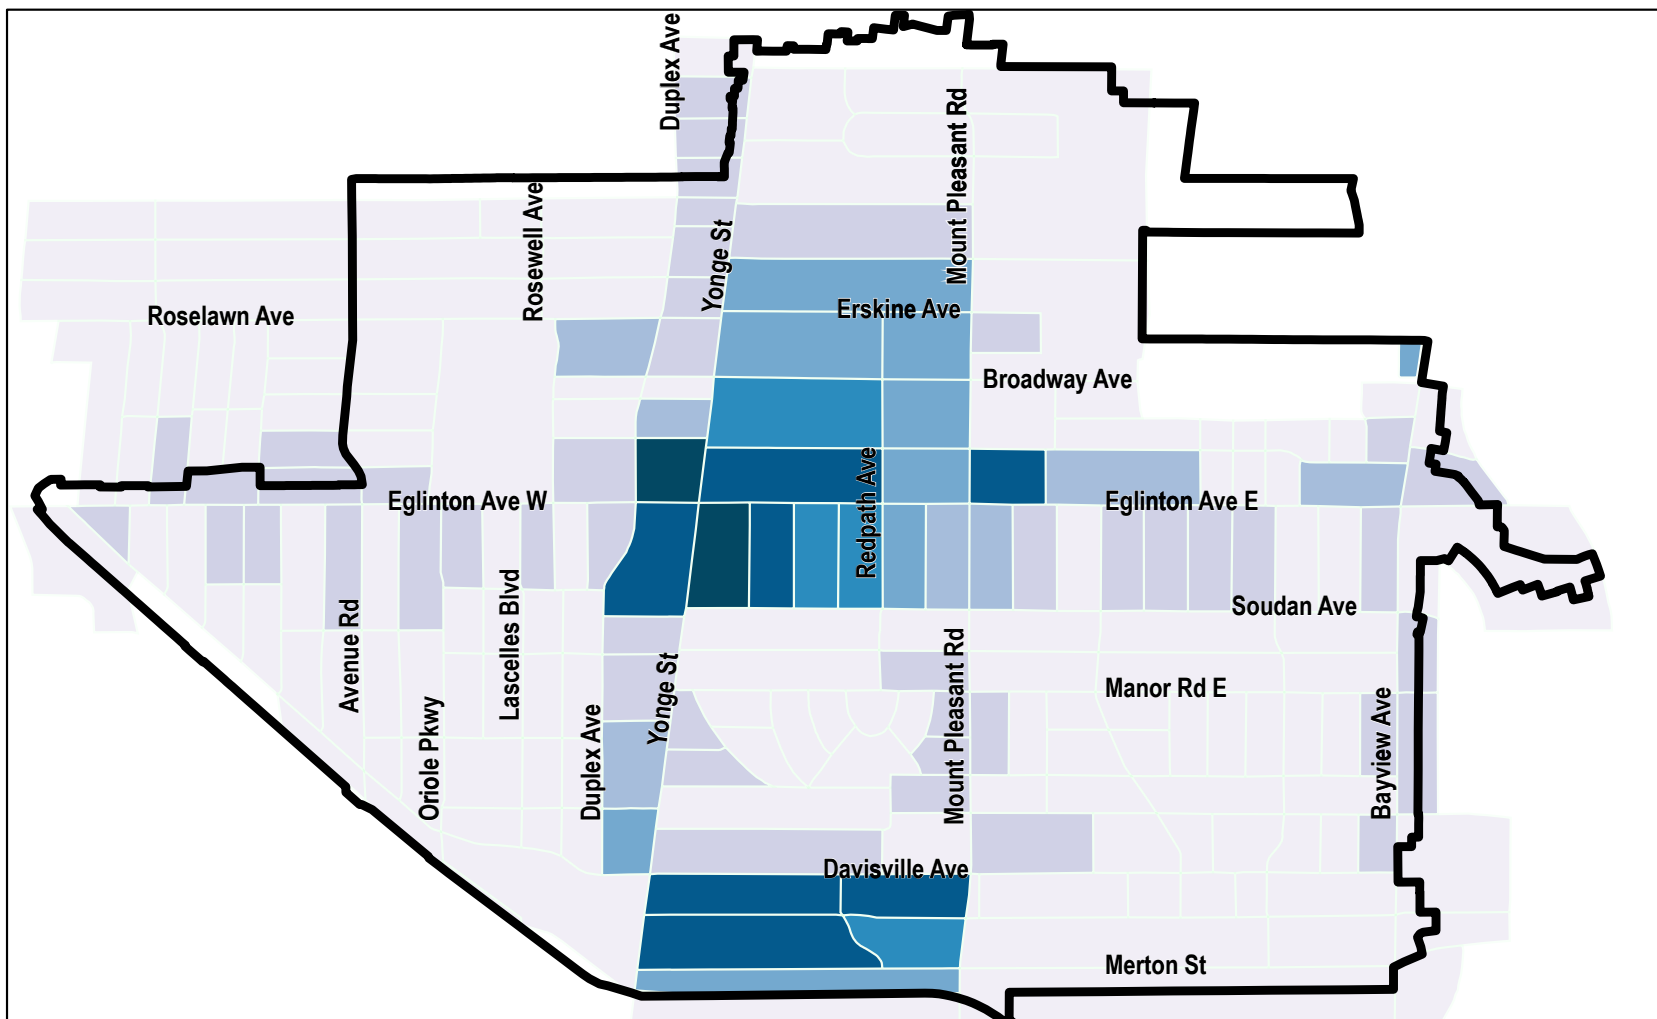 Duplex Ave
Mount Pleasant Rd
Rosewell Ave
Yonge St
Roselawn Ave
Erskine Ave
Broadway Ave
Redpath Ave
Eglinton Ave W
Eglinton Ave E
Soudan Ave
Avenue Rd
Lascelles Blvd
Mount Pleasant Rd
Yonge St
Manor Rd E
Oriole Pkwy
Duplex Ave
Bayview Ave
Davisville Ave
Merton St